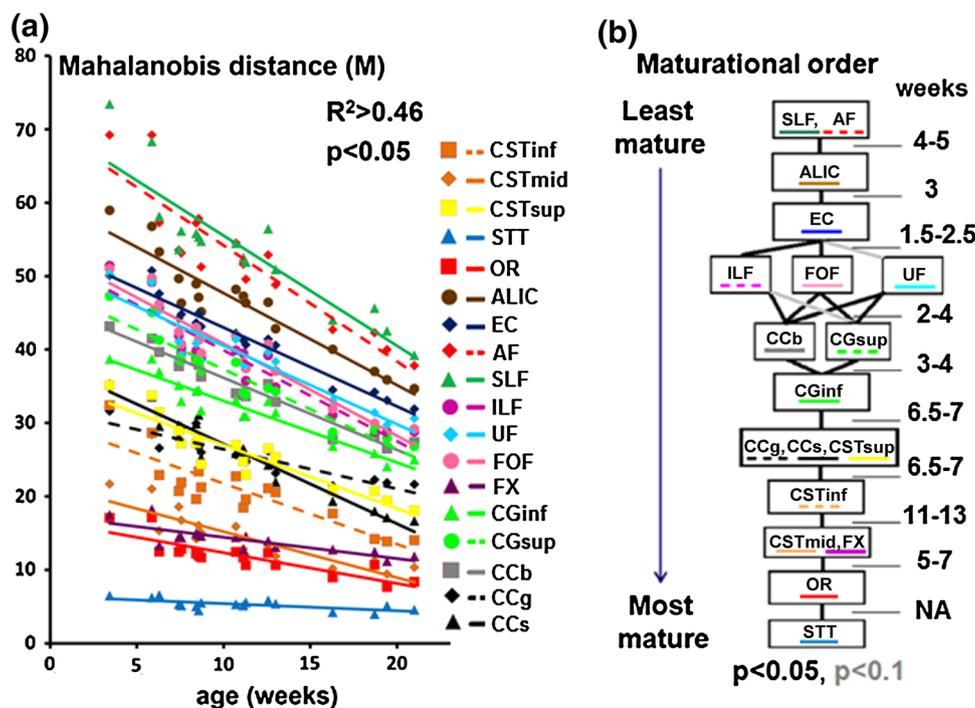 (a)
Mahalanobis distance (M)
R²>0.46
p<0.05
80
70
60
50
40
30
20
10
0
0
5
10
15
20
age (weeks)
CSTinf
CSTmid
CSTsup
STT
OR
ALIC
EC
AF
SLF
ILF
UF
FOF
FX
CGinf
CGsup
CCb
CCg
CCs
(b)
Maturational order
weeks
Least
mature
Most
mature
SLF, AF
4-5
ALIC
3
EC
1.5-2.5
ILF FOF UF
2-4
CCb CGsup
3-4
CGinf
6.5-7
CCg,CCs,CSTsup
6.5-7
CSTinf
11-13
CSTmid,FX
5-7
OR
NA
STT
p<0.05, p<0.1